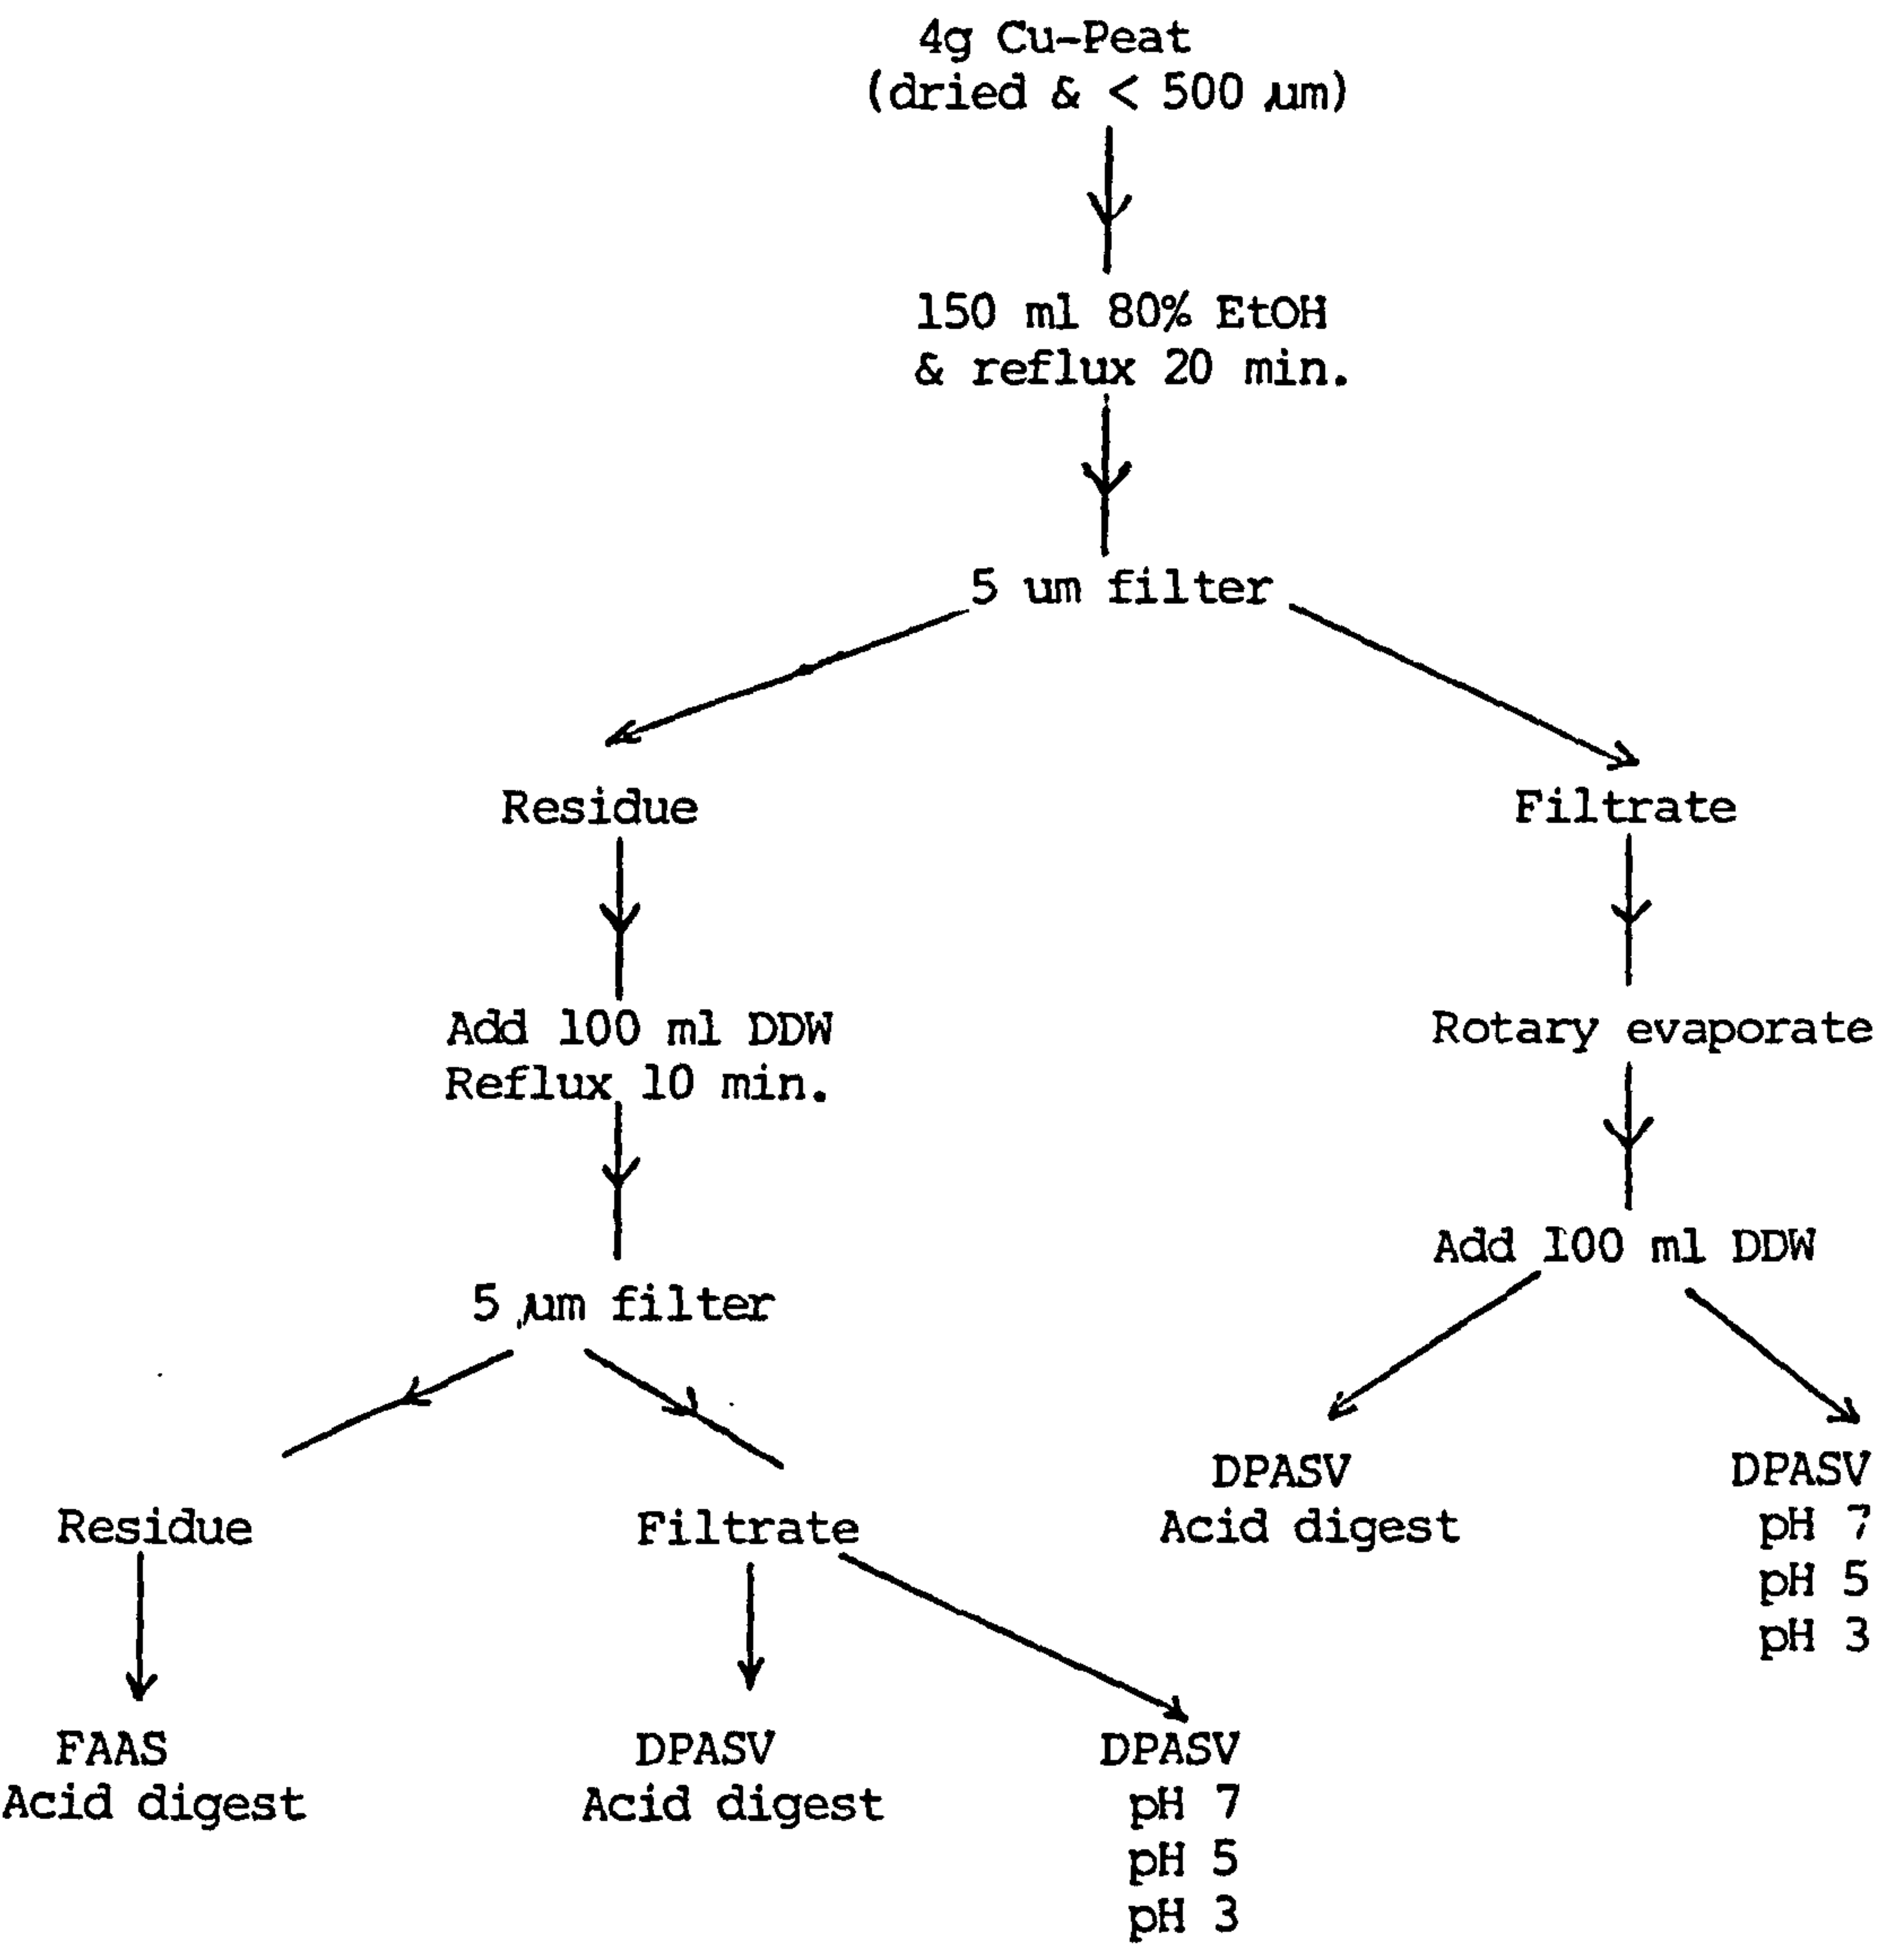 4g Cu-Peat
(dried & < 500 µm)
150 ml 80% EtOH
& reflux 20 min.
5 um filter
Residue
Filtrate
Add 100 ml DDW
Reflux 10 min.
Rotary evaporate
Add 100 ml DDW
5 µm filter
DPASV
Acid digest
DPASV
pH 7
pH 5
pH 3
Residue
Filtrate
FAAS
Acid digest
DPASV
Acid digest
DPASV
pH 7
pH 5
pH 3